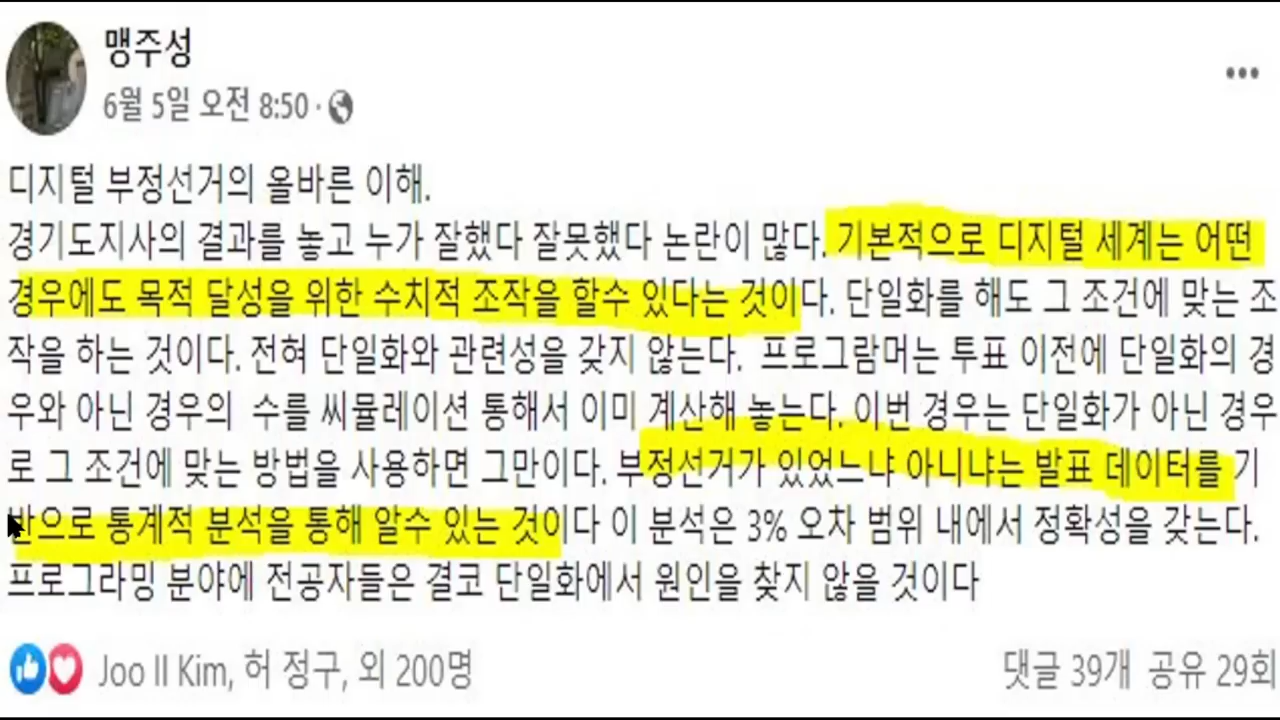 맹주성
6월 5일 오전 8:50 ·
디지털 부정선거의 올바른 이해.
경기도지사의 결과를 놓고 누가 잘했다 잘못했다 논란이 많다. 기본적으로 디지털 세계는 어떤
경우에도 목적 달성을 위한 수치적 조작을 할수 있다는 것이다. 단일화를 해도 그 조건에 맞는 조
작을 하는 것이다. 전혀 단일화와 관련성을 갖지 않는다. 프로그람머는 투표 이전에 단일화의 경
우와 아닌 경우의 수를 씨뮬레이션 통해서 이미 계산해 놓는다. 이번 경우는 단일화가 아닌 경우
로 그 조건에 맞는 방법을 사용하면 그만이다. 부정선거가 있었느냐 아니냐는 발표 데이터를 기
반으로 통계적 분석을 통해 알수 있는 것이다 이 분석은 3% 오차 범위 내에서 정확성을 갖는다.
프로그라밍 분야에 전공자들은 결코 단일화에서 원인을 찾지 않을 것이다
Joo Il Kim, 허 정구, 외 200명
댓글 39개 공유 29회